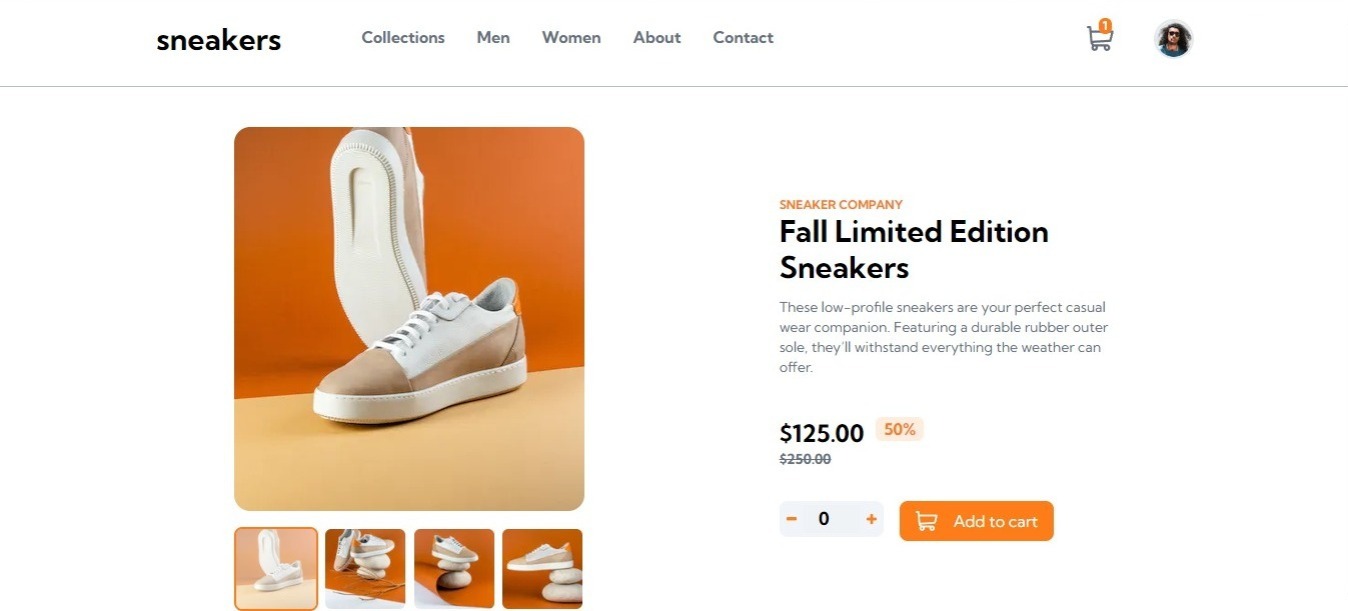 sneakers
Collections Men Women About Contact
1
SNEAKER COMPANY
Fall Limited Edition
Sneakers
These low-profile sneakers are your perfect casual
wear companion. Featuring a durable rubber outer
sole, they'll withstand everything the weather can
offer.
$125.00 50%
$250.00
- 0 + Add to cart